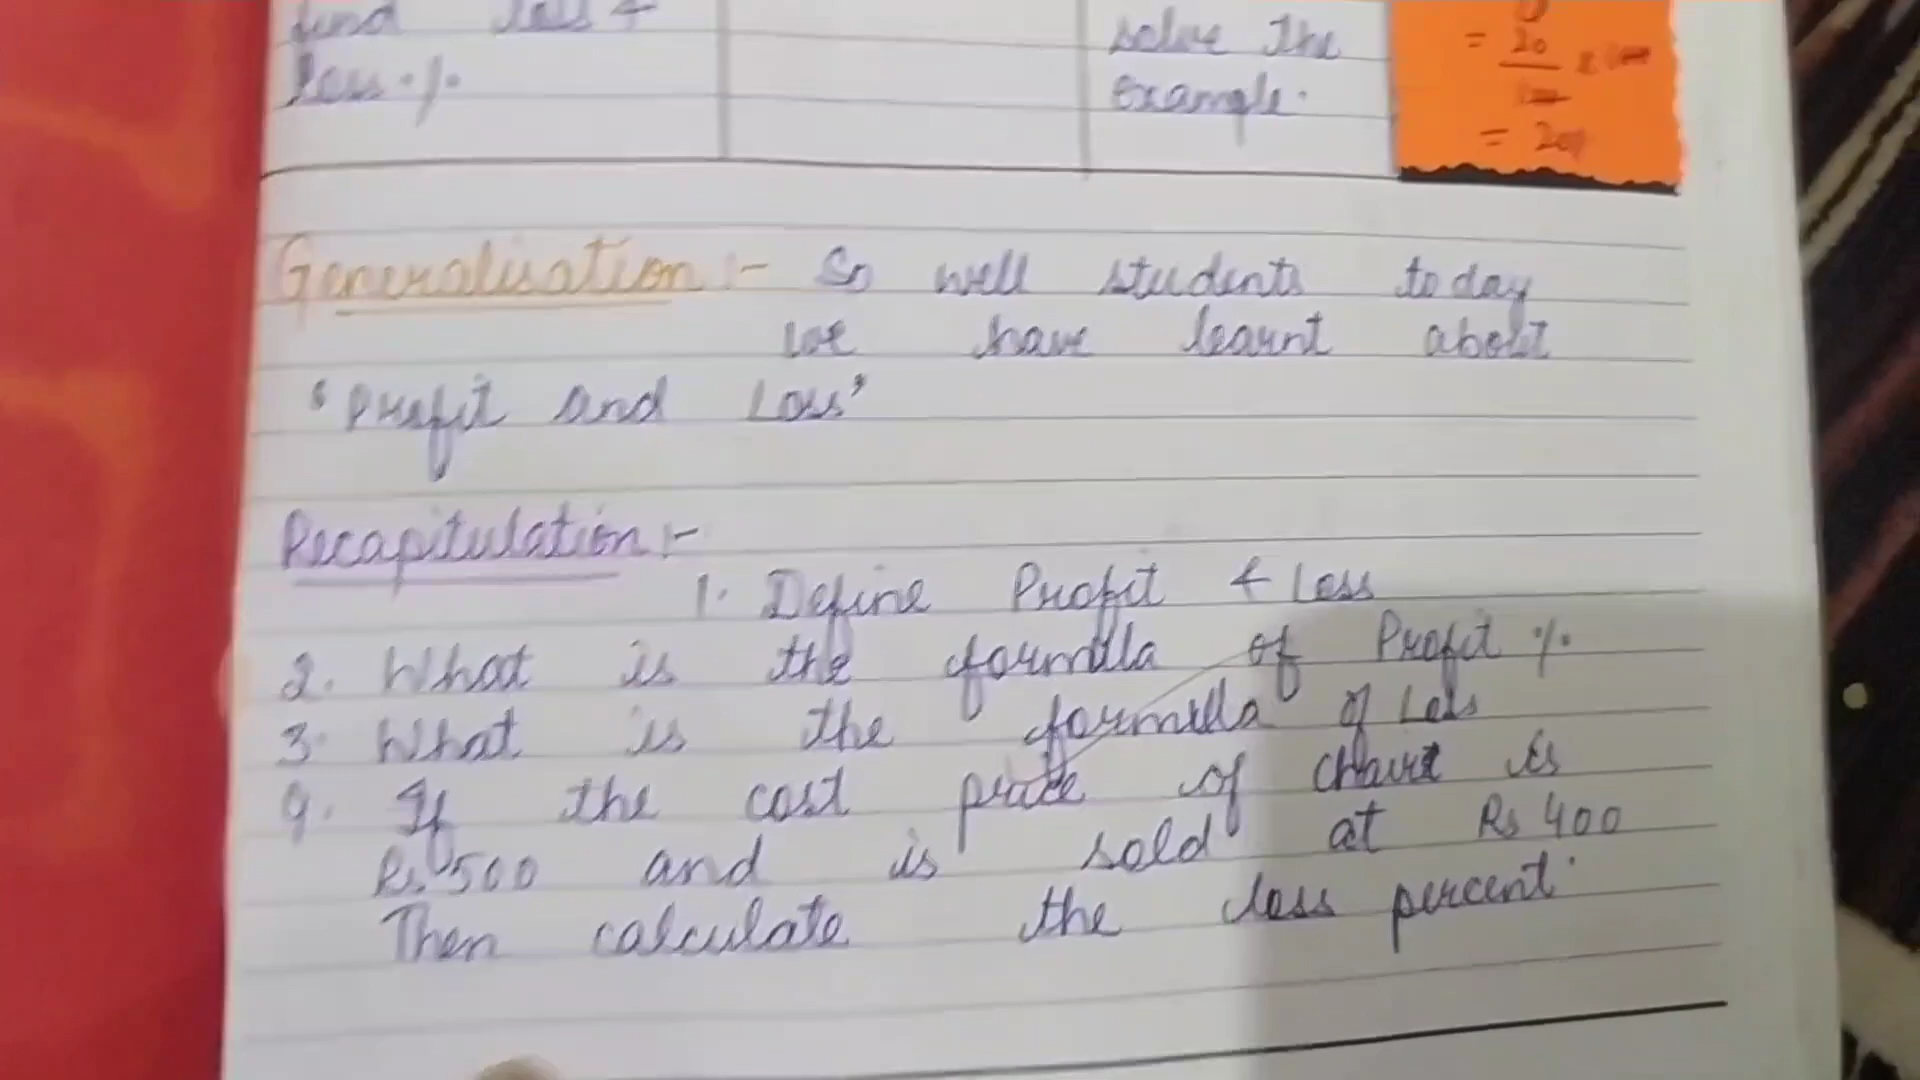 find loss &
loss %
solve the
example.
= 20 x 100
100
= 20%
Generalisation :- So well students today
we have learnt about
"Profit and Loss"
Recapitulation :-
1. Define Profit & Loss
2. What is the formula of Profit %.
3. What is the formula of Loss
4. If the cost price of chart is
Rs 500 and is sold at Rs 400
Then calculate the loss percent.